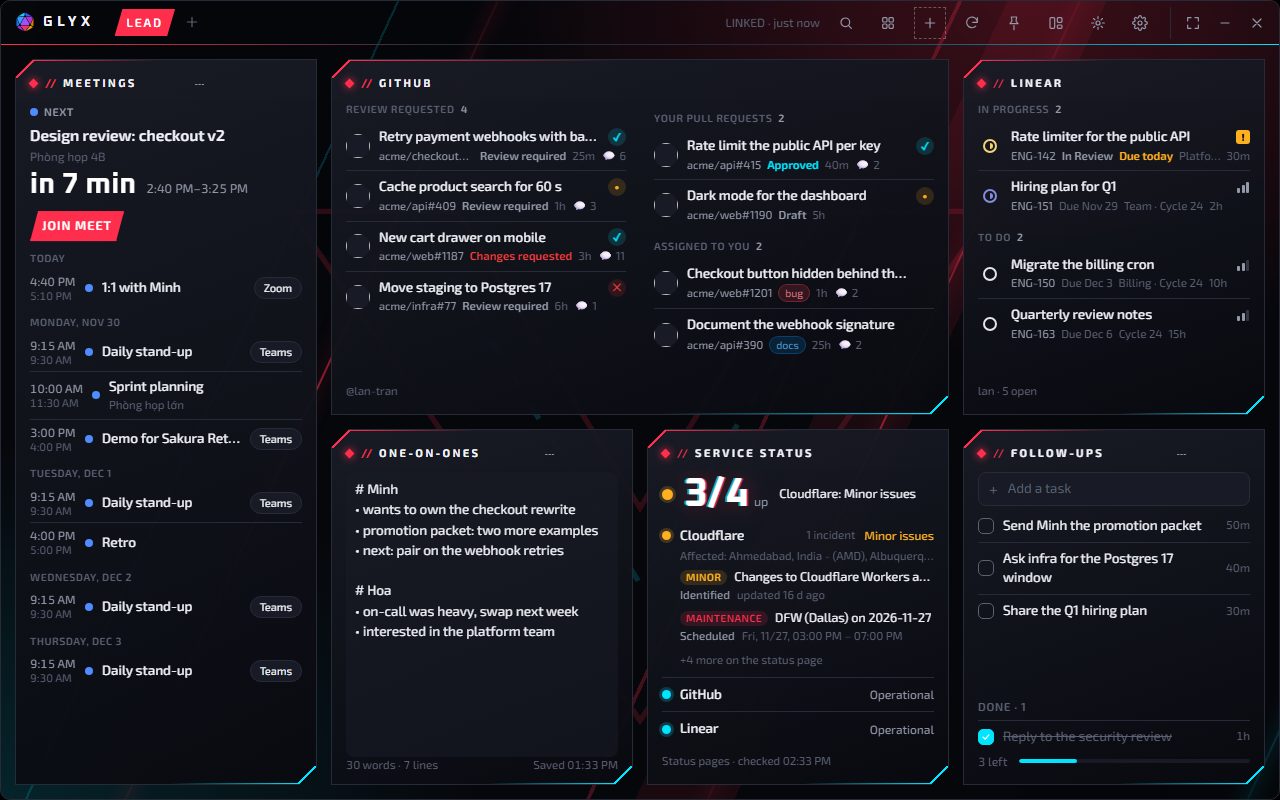 GLYX
LEAD
LINKED · just now
// MEETINGS
NEXT
Design review: checkout v2
Phòng họp 4B
in 7 min 2:40 PM–3:25 PM
JOIN MEET
TODAY
4:40 PM
5:10 PM
1:1 with Minh
Zoom
MONDAY, NOV 30
9:15 AM
9:30 AM
Daily stand-up
Teams
10:00 AM
11:30 AM
Sprint planning
Phòng họp lớn
3:00 PM
4:00 PM
Demo for Sakura Ret…
Teams
TUESDAY, DEC 1
9:15 AM
9:30 AM
Daily stand-up
Teams
4:00 PM
5:00 PM
Retro
WEDNESDAY, DEC 2
9:15 AM
9:30 AM
Daily stand-up
Teams
THURSDAY, DEC 3
9:15 AM
9:30 AM
Daily stand-up
Teams
// GITHUB
REVIEW REQUESTED 4
Retry payment webhooks with ba…
acme/checkout… Review required 25m 6
Cache product search for 60 s
acme/api#409 Review required 1h 3
New cart drawer on mobile
acme/web#1187 Changes requested 3h 11
Move staging to Postgres 17
acme/infra#77 Review required 6h 1
@lan-tran
YOUR PULL REQUESTS 2
Rate limit the public API per key
acme/api#415 Approved 40m 2
Dark mode for the dashboard
acme/web#1190 Draft 5h
ASSIGNED TO YOU 2
Checkout button hidden behind th…
acme/web#1201 bug 1h 2
Document the webhook signature
acme/api#390 docs 25h 2
// LINEAR
IN PROGRESS 2
Rate limiter for the public API
ENG-142 In Review Due today Platfo… 30m
Hiring plan for Q1
ENG-151 Due Nov 29 Team · Cycle 24 2h
TO DO 2
Migrate the billing cron
ENG-150 Due Dec 3 Billing · Cycle 24 10h
Quarterly review notes
ENG-163 Due Dec 6 Cycle 24 15h
lan · 5 open
// ONE-ON-ONES
# Minh
• wants to own the checkout rewrite
• promotion packet: two more examples
• next: pair on the webhook retries
# Hoa
• on-call was heavy, swap next week
• interested in the platform team
30 words · 7 lines
Saved 01:33 PM
// SERVICE STATUS
3/4 up Cloudflare: Minor issues
Cloudflare 1 incident Minor issues
Affected: Ahmedabad, India - (AMD), Albuquerq…
MINOR Changes to Cloudflare Workers a…
Identified updated 16 d ago
MAINTENANCE DFW (Dallas) on 2026-11-27
Scheduled Fri, 11/27, 03:00 PM – 07:00 PM
+4 more on the status page
GitHub Operational
Linear Operational
Status pages · checked 02:33 PM
// FOLLOW-UPS
+ Add a task
Send Minh the promotion packet 50m
Ask infra for the Postgres 17
window
40m
Share the Q1 hiring plan 30m
DONE · 1
Reply to the security review 1h
3 left